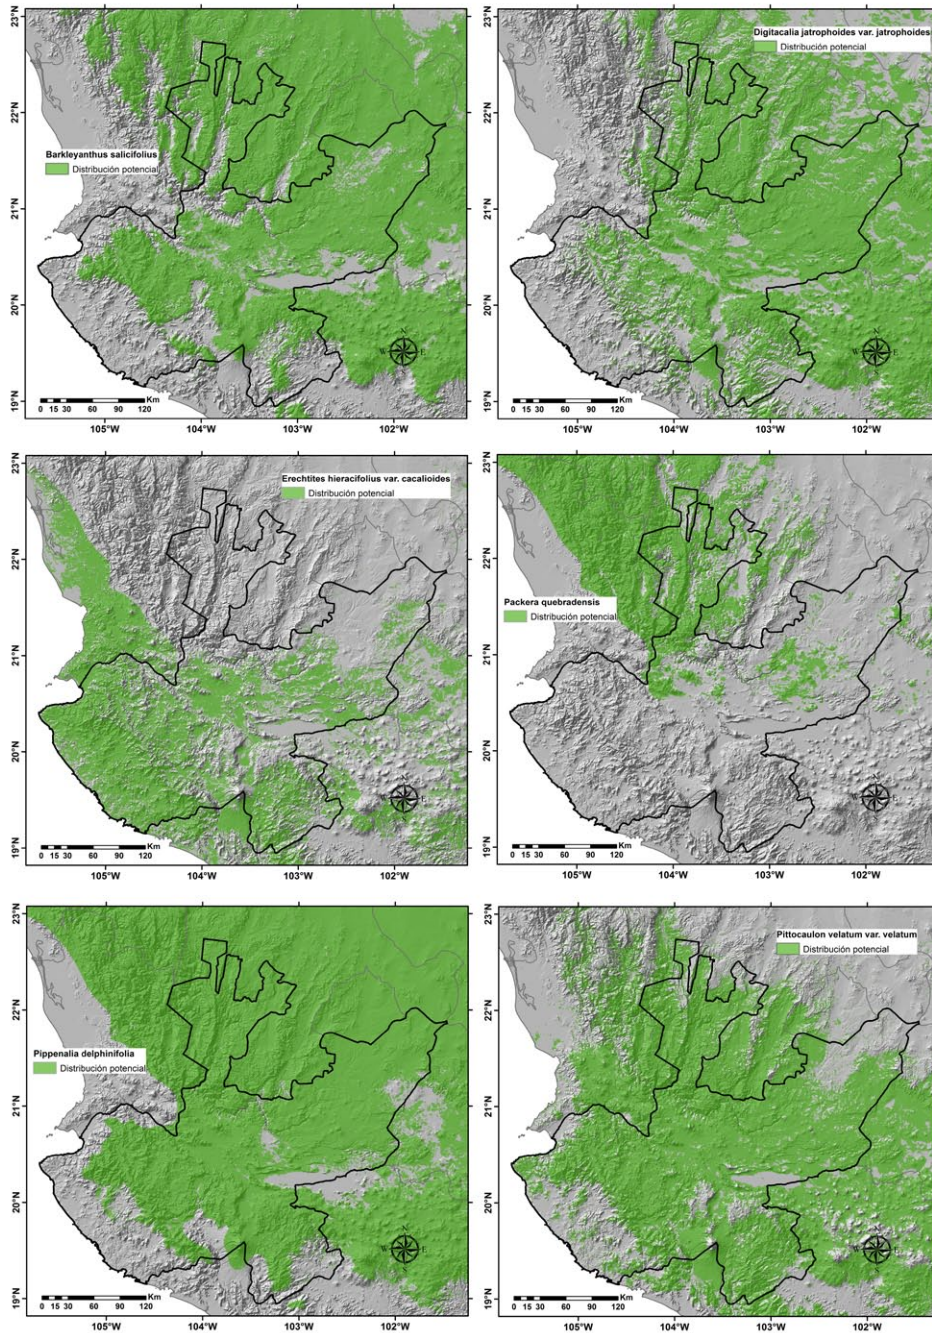 23°N
22°N
21°N
20°N
19°N
Barkleyanthus salicifolius
Distribución potencial
N
W E
Km
0 15 30 60 90 120
105°W 104°W 103°W 102°W
23°N
22°N
21°N
20°N
19°N
Digitacalia jatrophoides var. jatrophoides
Distribución potencial
N
W E
Km
0 15 30 60 90 120
105°W 104°W 103°W 102°W
23°N
22°N
21°N
20°N
19°N
Erechtites hieracifolius var. cacalioides
Distribución potencial
N
W E
Km
0 15 30 60 90 120
105°W 104°W 103°W 102°W
23°N
22°N
21°N
20°N
19°N
Packera quebradensis
Distribución potencial
N
W E
Km
0 15 30 60 90 120
105°W 104°W 103°W 102°W
23°N
22°N
21°N
20°N
19°N
Pippenalia delphinifolia
Distribución potencial
N
W E
Km
0 15 30 60 90 120
105°W 104°W 103°W 102°W
23°N
22°N
21°N
20°N
19°N
Pittocaulon velatum var. velatum
Distribución potencial
N
W E
Km
0 15 30 60 90 120
105°W 104°W 103°W 102°W